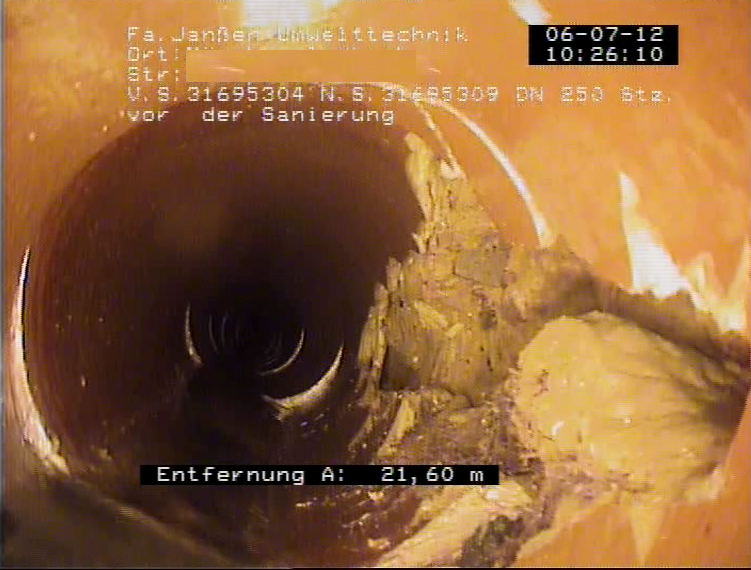 Fa.Janßen Umwelttechnik
06-07-12
Ort:
10:26:10
Str:
V.S.31695304 N.S.31695309 DN 250 Stz.
vor der Sanierung
Entfernung A: 21,60 m